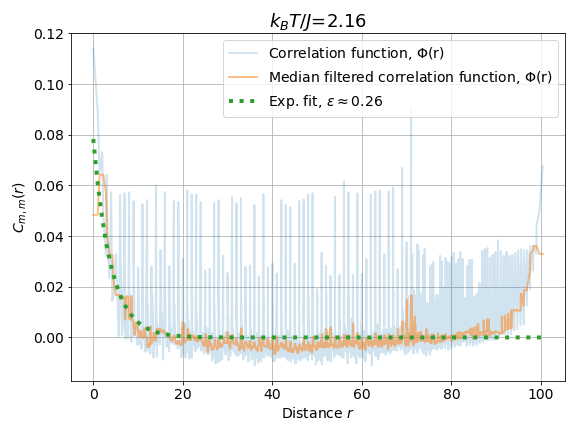 k_BT/J=2.16
Correlation function, Φ(r)
Median filtered correlation function, Φ(r)
Exp. fit, ε≈0.26
C_{m,m}(r)
0.12
0.10
0.08
0.06
0.04
0.02
0.00
0 20 40 60 80 100
Distance r